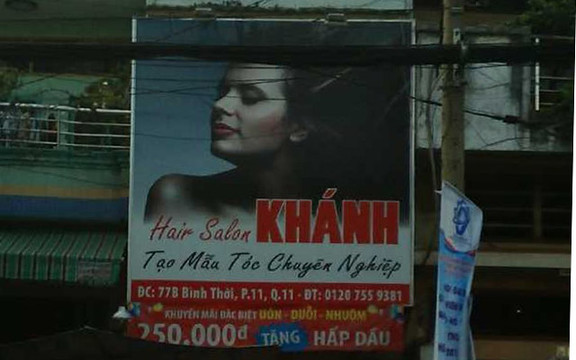 Hair Salon KHÁNH
Tạo Mẫu Tóc Chuyên Nghiệp
ĐC: 77B Bình Thới, P.11, Q.11 - ĐT: 0120 755 9381
KHUYẾN MÃI ĐẶC BIỆT UỐN - DUỖI - NHUỘM
250.000đ TẶNG HẤP DẦU